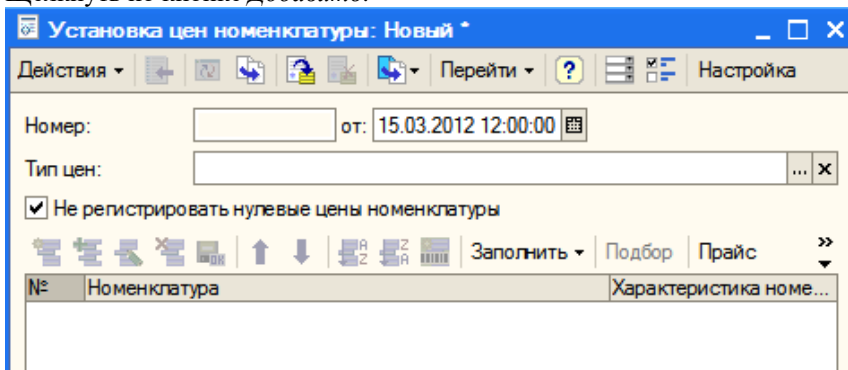 Установка цен номенклатуры: Новый *
Действия Перейти ? Настройка
Номер: от: 15.03.2012 12:00:00
Тип цен: ... x
Не регистрировать нулевые цены номенклатуры
Заполнить Подбор Прайс
№ Номенклатура Характеристика номе...